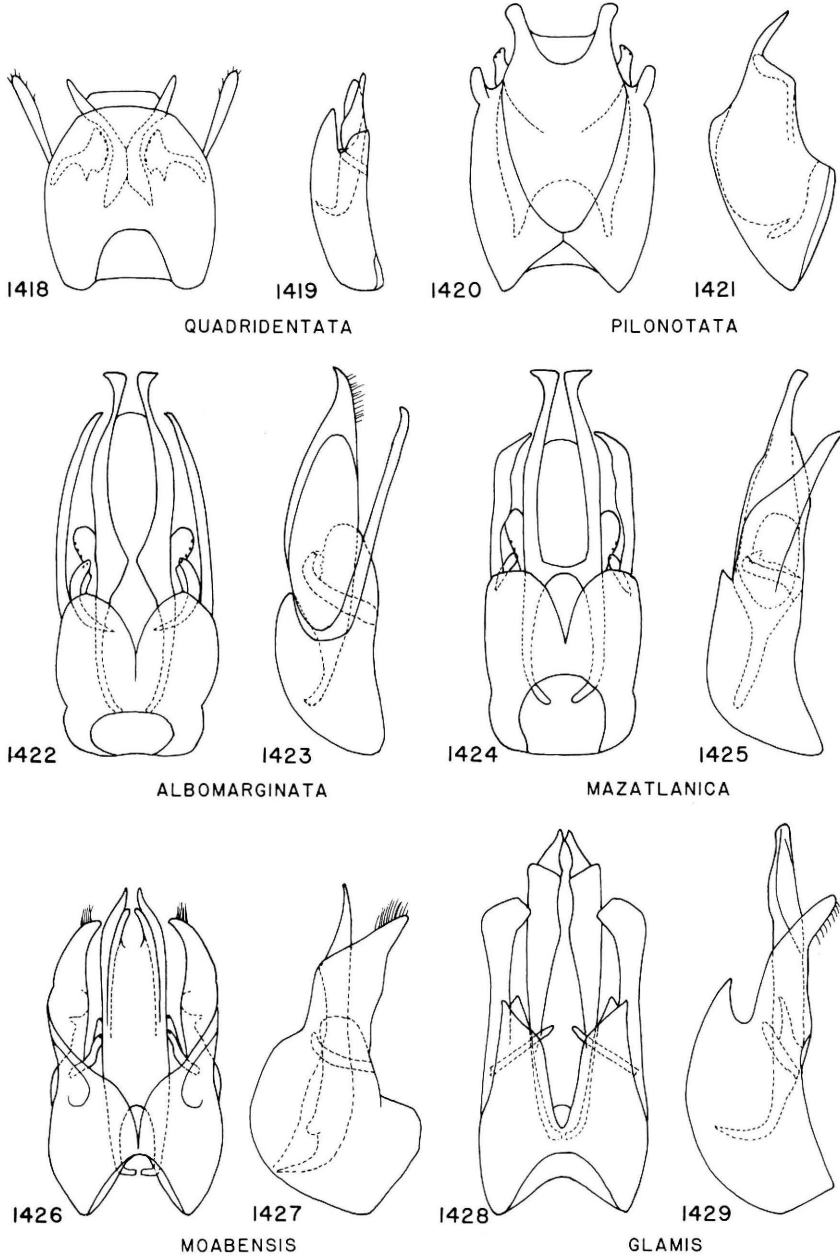 1418 1419 1420 1421
QUADRIDENTATA PILONOTATA
1422 1423 1424 1425
ALBOMARGINATA MAZATLANICA
1426 1427 1428 1429
MOABENSIS GLAMIS